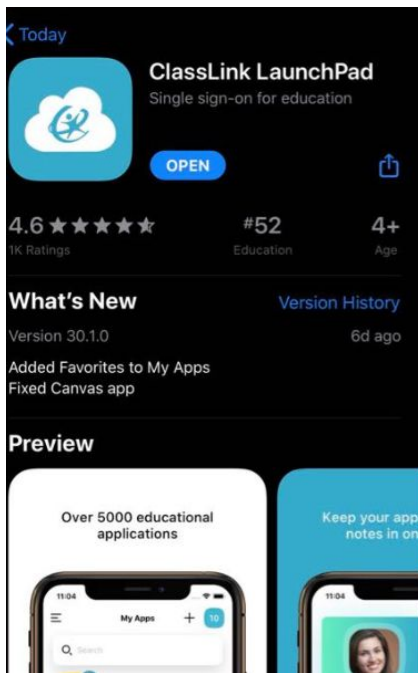 Today
ClassLink LaunchPad
Single sign-on for education
OPEN
4.6
#52
4+
1K Ratings
Education
Age
What's New
Version History
Version 30.1.0
6d ago
Added Favorites to My Apps
Fixed Canvas app
Preview
Over 5000 educational
applications
Keep your app
notes in on
11:04
My Apps
10
Search
11:04